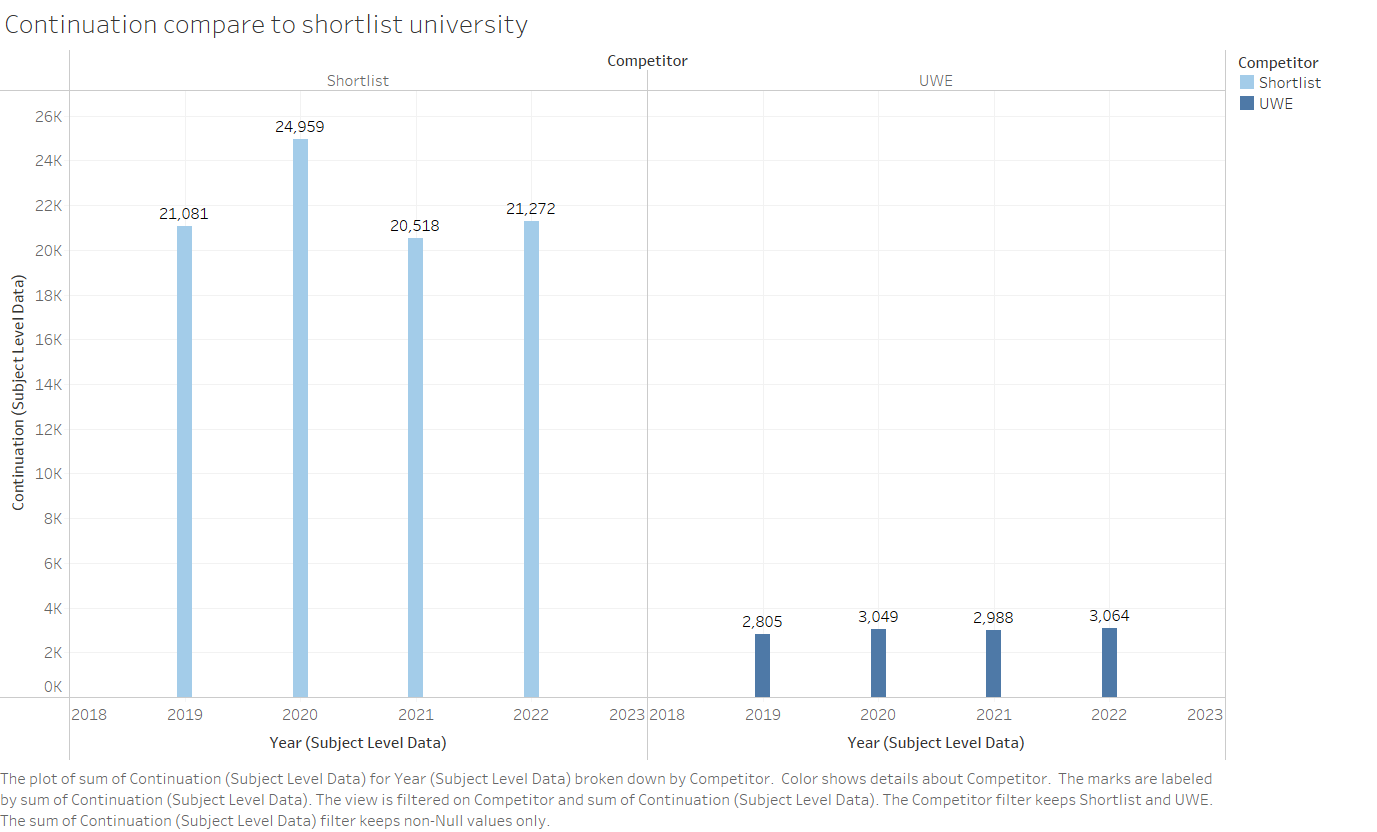 Continuation compare to shortlist university
Competitor
Shortlist
UWE
Competitor
Shortlist
UWE
Continuation (Subject Level Data)
26K
24K
22K
20K
18K
16K
14K
12K
10K
8K
6K
4K
2K
0K
21,081
24,959
20,518
21,272
2,805
3,049
2,988
3,064
2018 2019 2020 2021 2022 2023
2018 2019 2020 2021 2022 2023
Year (Subject Level Data)
Year (Subject Level Data)
The plot of sum of Continuation (Subject Level Data) for Year (Subject Level Data) broken down by Competitor.  Color shows details about Competitor.  The marks are labeled
by sum of Continuation (Subject Level Data). The view is filtered on Competitor and sum of Continuation (Subject Level Data). The Competitor filter keeps Shortlist and UWE.
The sum of Continuation (Subject Level Data) filter keeps non-Null values only.